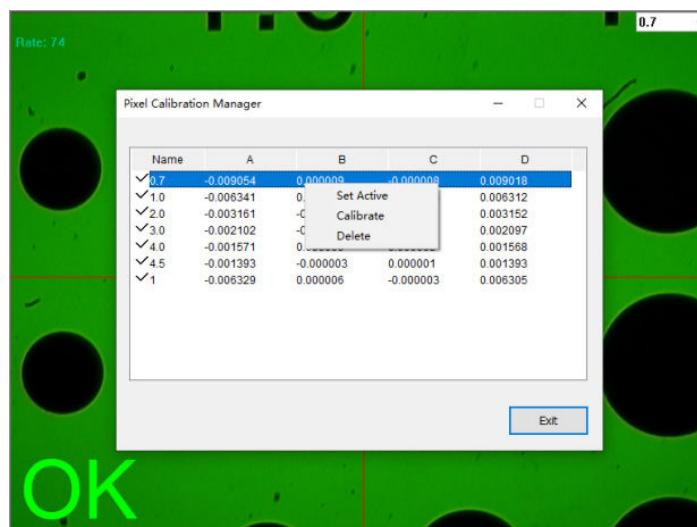 0.7
Rate: 74
Pixel Calibration Manager
Name A B C D
0.7 -0.009054 0.000009 -0.000008 0.009018
1.0 -0.006341 0.006312
Set Active
2.0 -0.003161 0.003152
Calibrate
3.0 -0.002102 0.002097
Delete
4.0 -0.001571 0.001568
4.5 -0.001393 -0.000003 0.000001 0.001393
1 -0.006329 0.000006 -0.000003 0.006305
Exit
OK